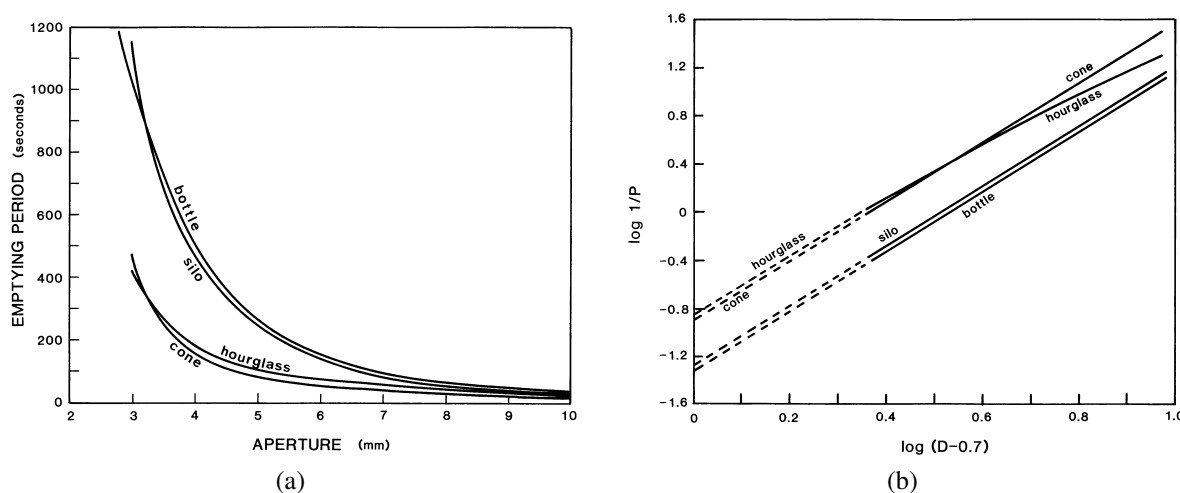 1200
1000
800
600
400
200
0
EMPTYING PERIOD (seconds)
bottle
silo
cone
hourglass
2 3 4 5 6 7 8 9 10
APERTURE (mm)
(a)
1.6
1.2
0.8
0.4
0
-0.4
-0.8
-1.2
-1.6
log 1/P
cone
hourglass
silo
bottle
hourglass
cone
0 0.2 0.4 0.6 0.8 1.0
log (D-0.7)
(b)